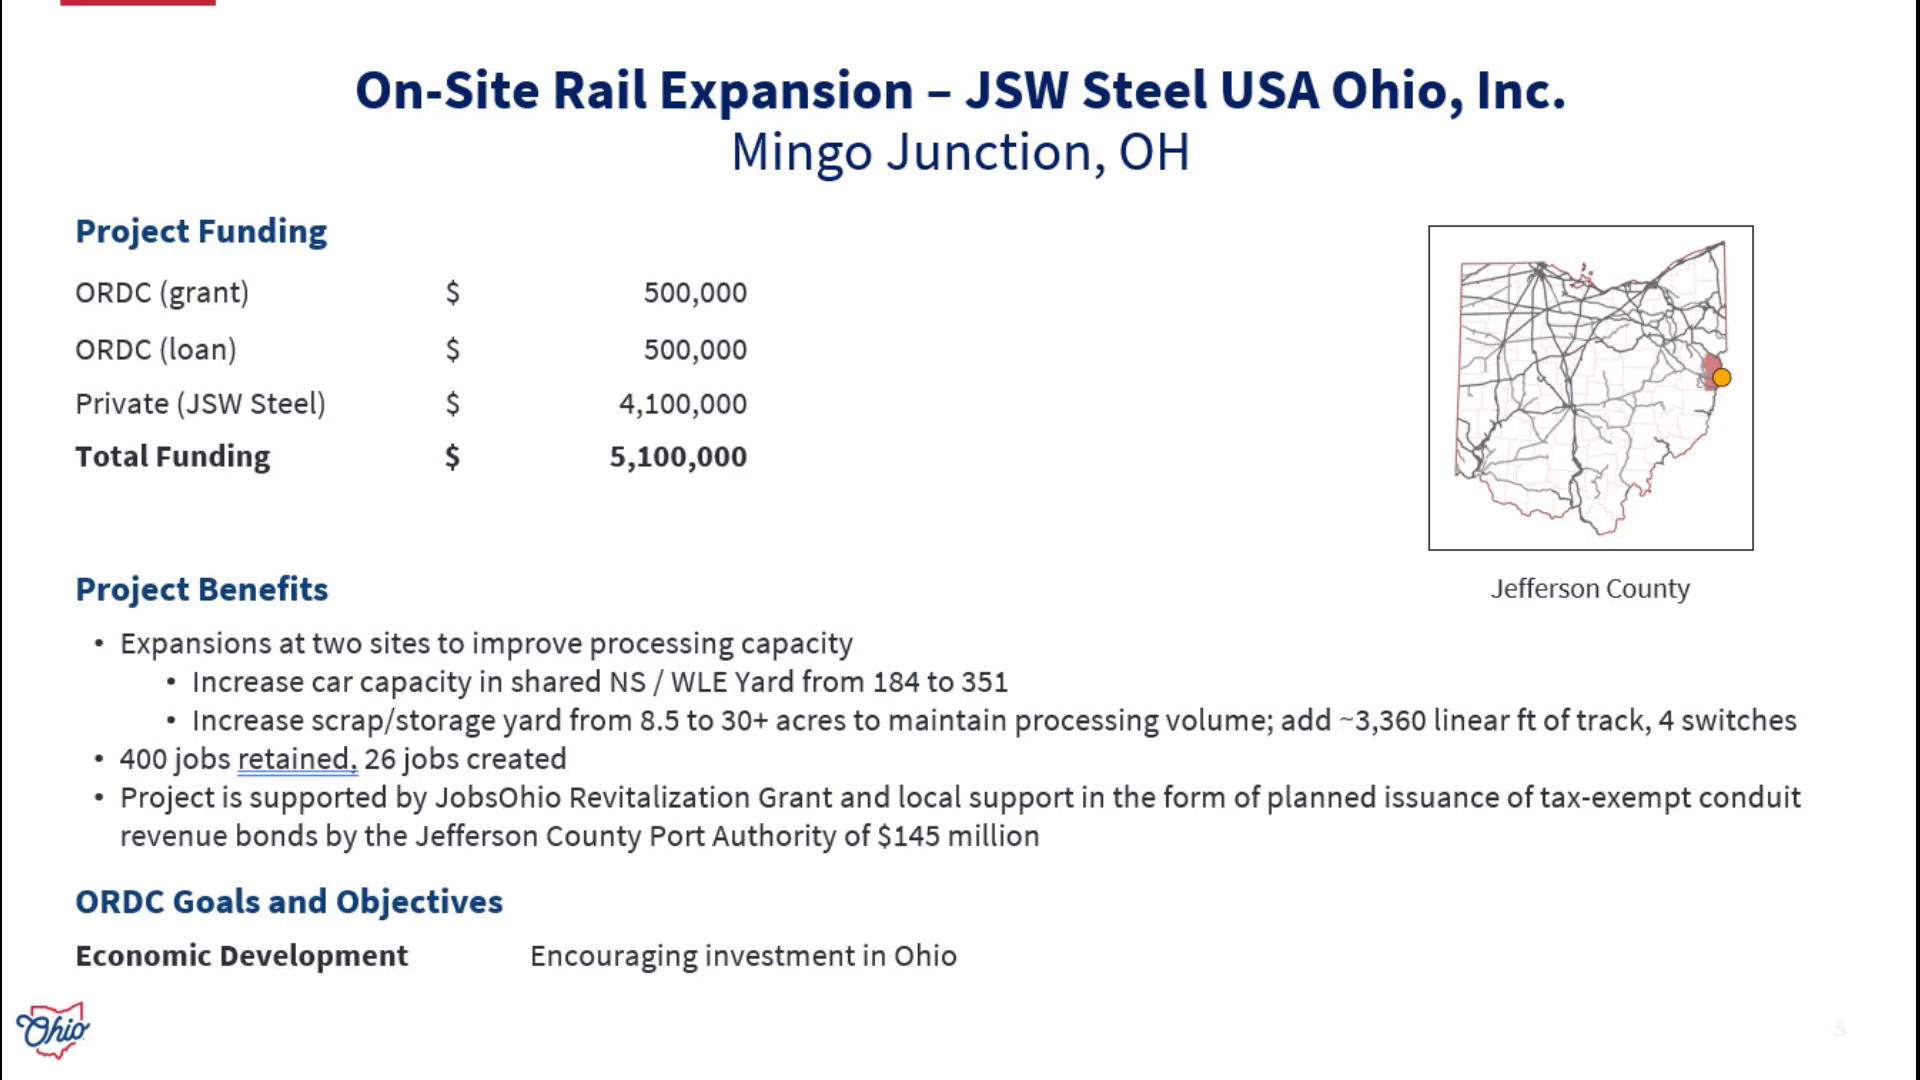 On-Site Rail Expansion – JSW Steel USA Ohio, Inc.
Mingo Junction, OH
Project Funding
ORDC (grant) $ 500,000
ORDC (loan) $ 500,000
Private (JSW Steel) $ 4,100,000
Total Funding $ 5,100,000
Jefferson County
Project Benefits
• Expansions at two sites to improve processing capacity
• Increase car capacity in shared NS / WLE Yard from 184 to 351
• Increase scrap/storage yard from 8.5 to 30+ acres to maintain processing volume; add ~3,360 linear ft of track, 4 switches
• 400 jobs retained, 26 jobs created
• Project is supported by JobsOhio Revitalization Grant and local support in the form of planned issuance of tax-exempt conduit
revenue bonds by the Jefferson County Port Authority of $145 million
ORDC Goals and Objectives
Economic Development Encouraging investment in Ohio
Ohio
5